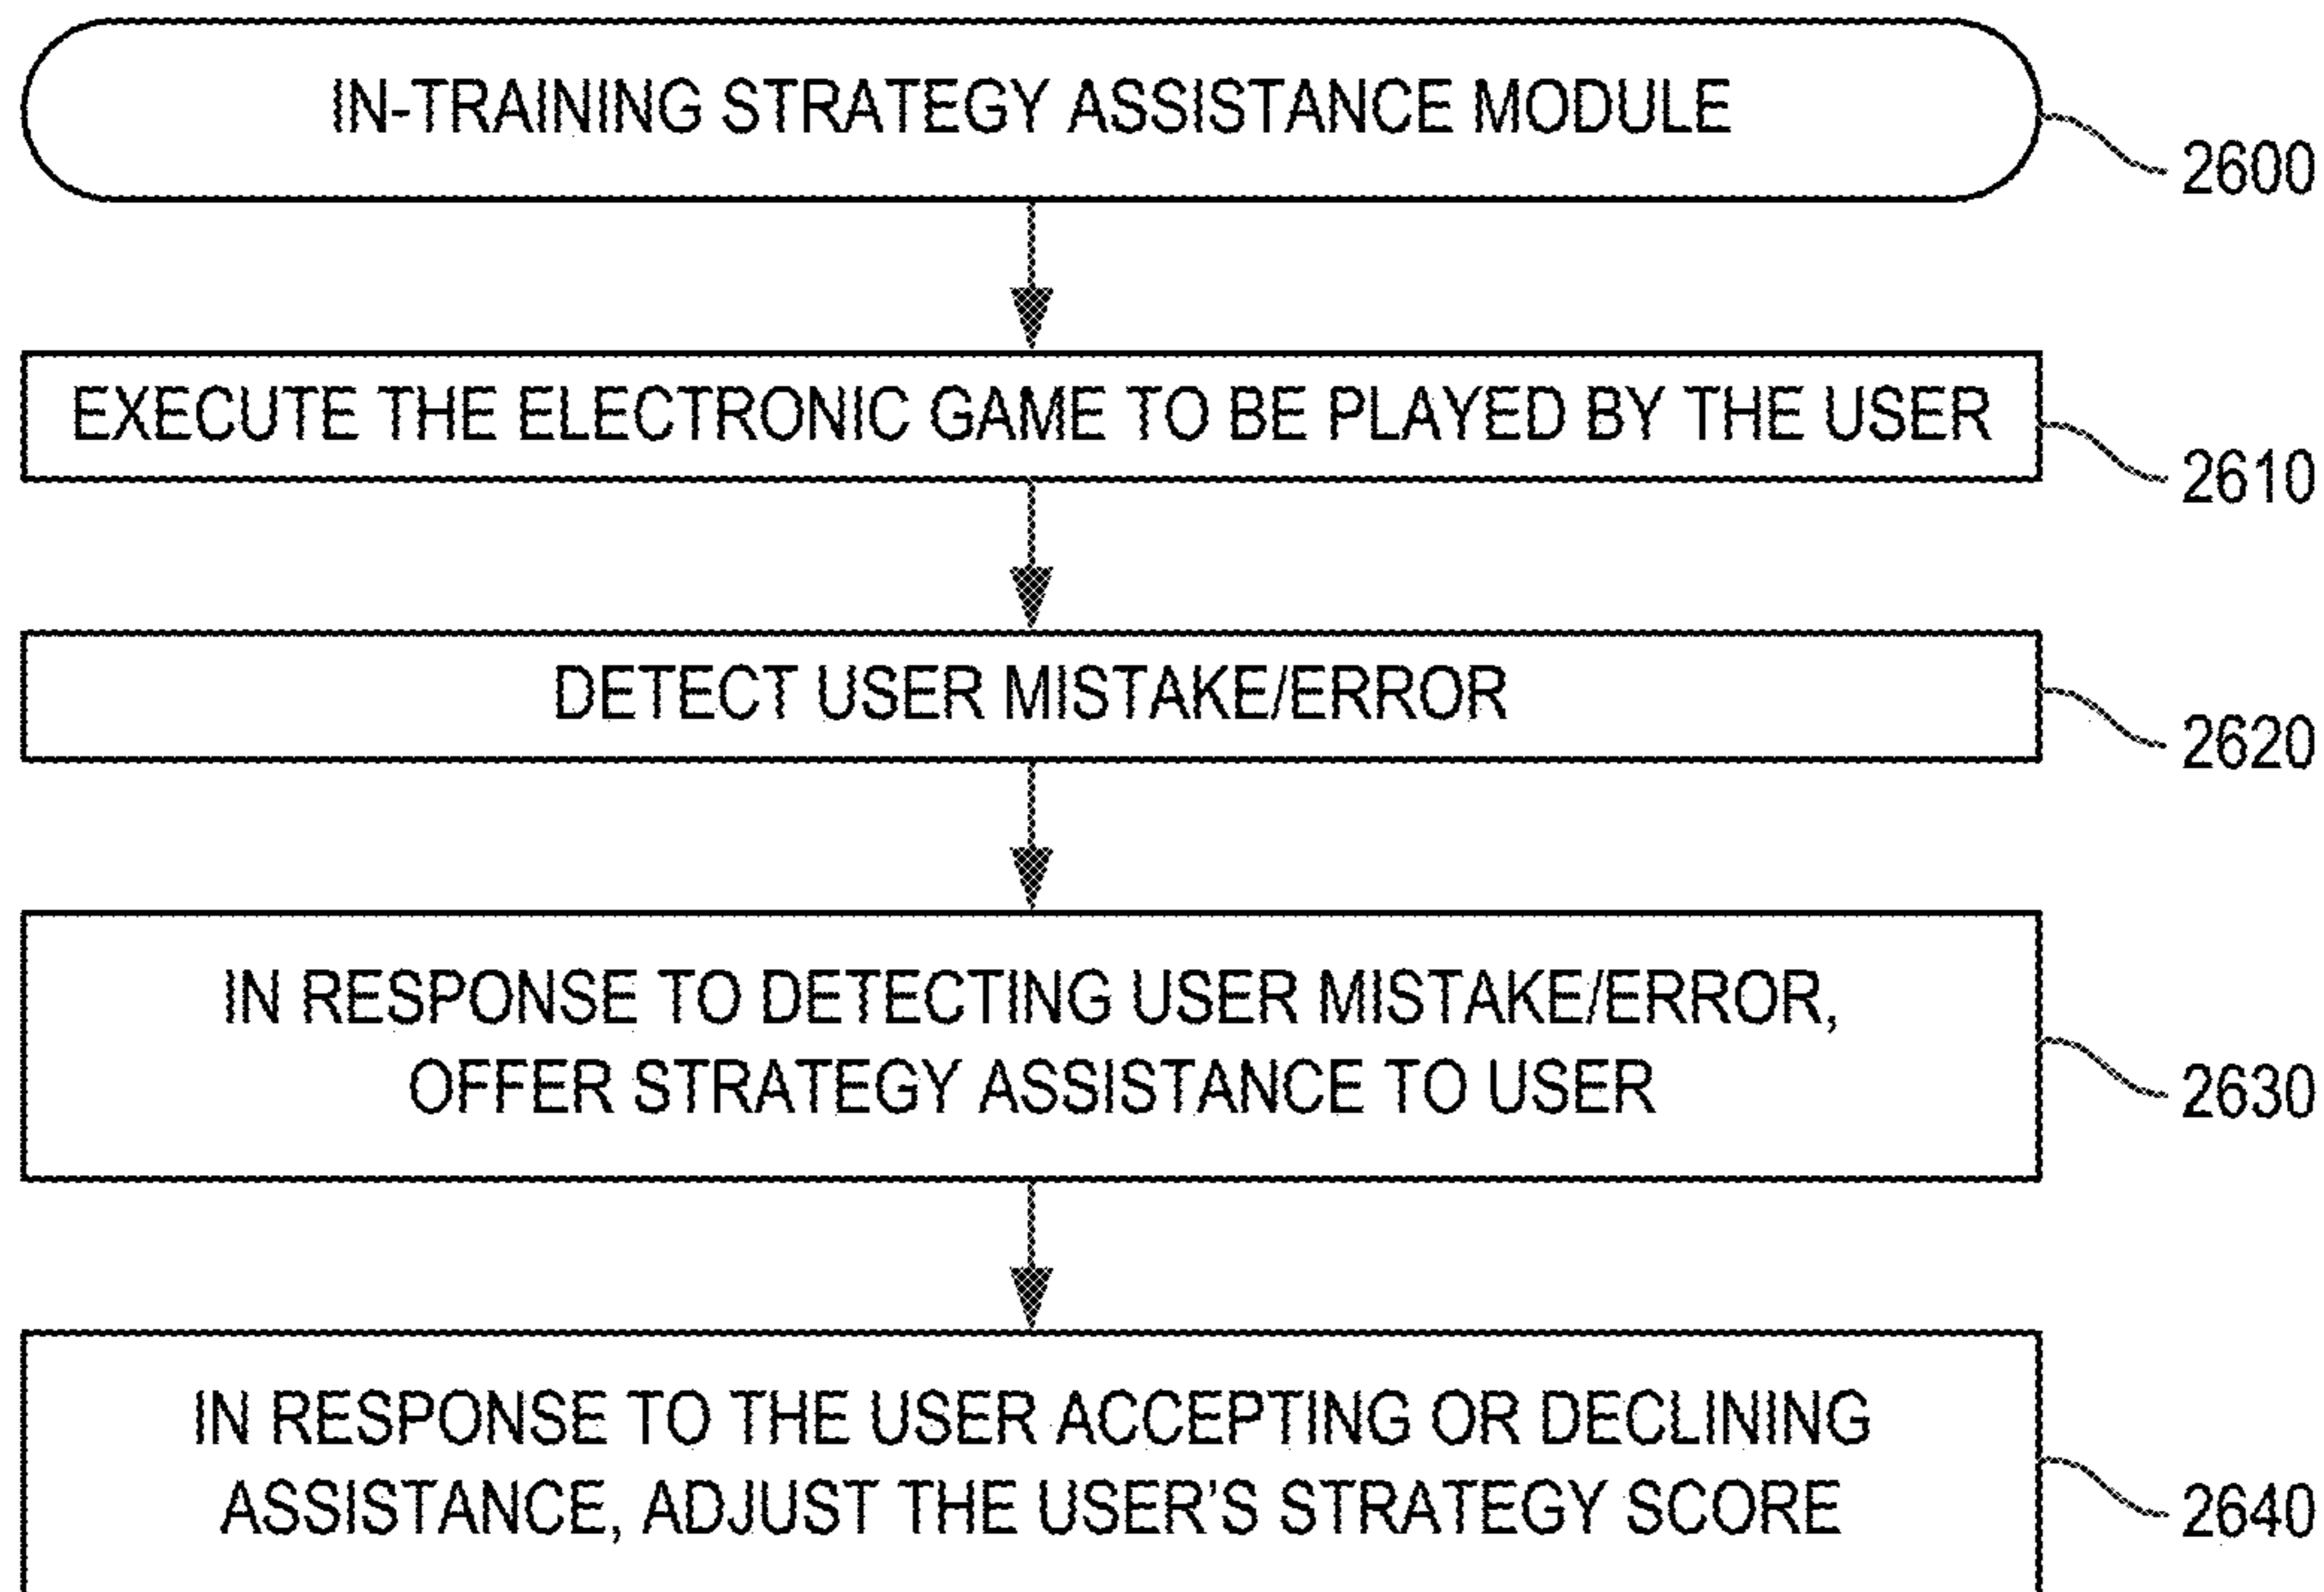 IN-TRAINING STRATEGY ASSISTANCE MODULE
2600
EXECUTE THE ELECTRONIC GAME TO BE PLAYED BY THE USER
2610
DETECT USER MISTAKE/ERROR
2620
IN RESPONSE TO DETECTING USER MISTAKE/ERROR,
OFFER STRATEGY ASSISTANCE TO USER
2630
IN RESPONSE TO THE USER ACCEPTING OR DECLINING
ASSISTANCE, ADJUST THE USER'S STRATEGY SCORE
2640